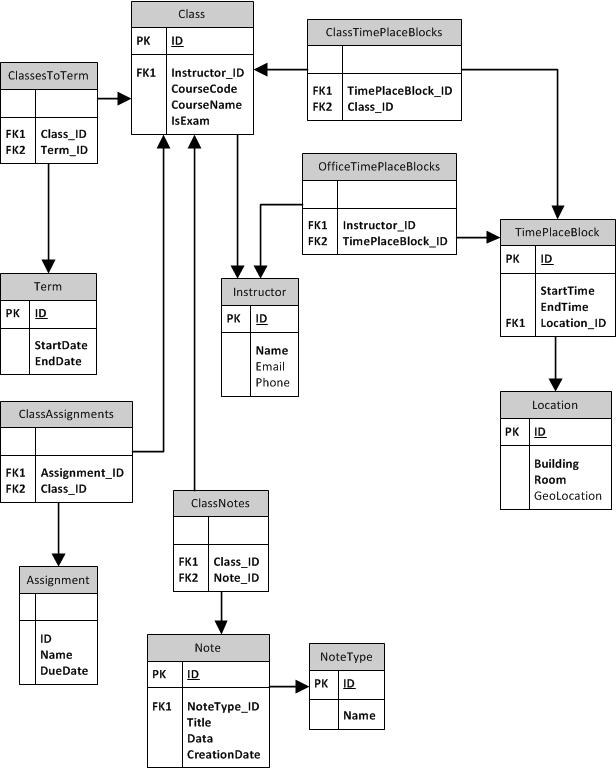 Class
PK ID
FK1 Instructor_ID
CourseCode
CourseName
IsExam
ClassTimePlaceBlocks
FK1 TimePlaceBlock_ID
FK2 Class_ID
ClassesToTerm
FK1 Class_ID
FK2 Term_ID
OfficeTimePlaceBlocks
FK1 Instructor_ID
FK2 TimePlaceBlock_ID
TimePlaceBlock
PK ID
StartTime
EndTime
FK1 Location_ID
Term
PK ID
StartDate
EndDate
Instructor
PK ID
Name
Email
Phone
Location
PK ID
Building
Room
GeoLocation
ClassAssignments
FK1 Assignment_ID
FK2 Class_ID
ClassNotes
FK1 Class_ID
FK2 Note_ID
Assignment
ID
Name
DueDate
Note
PK ID
FK1 NoteType_ID
Title
Data
CreationDate
NoteType
PK ID
Name